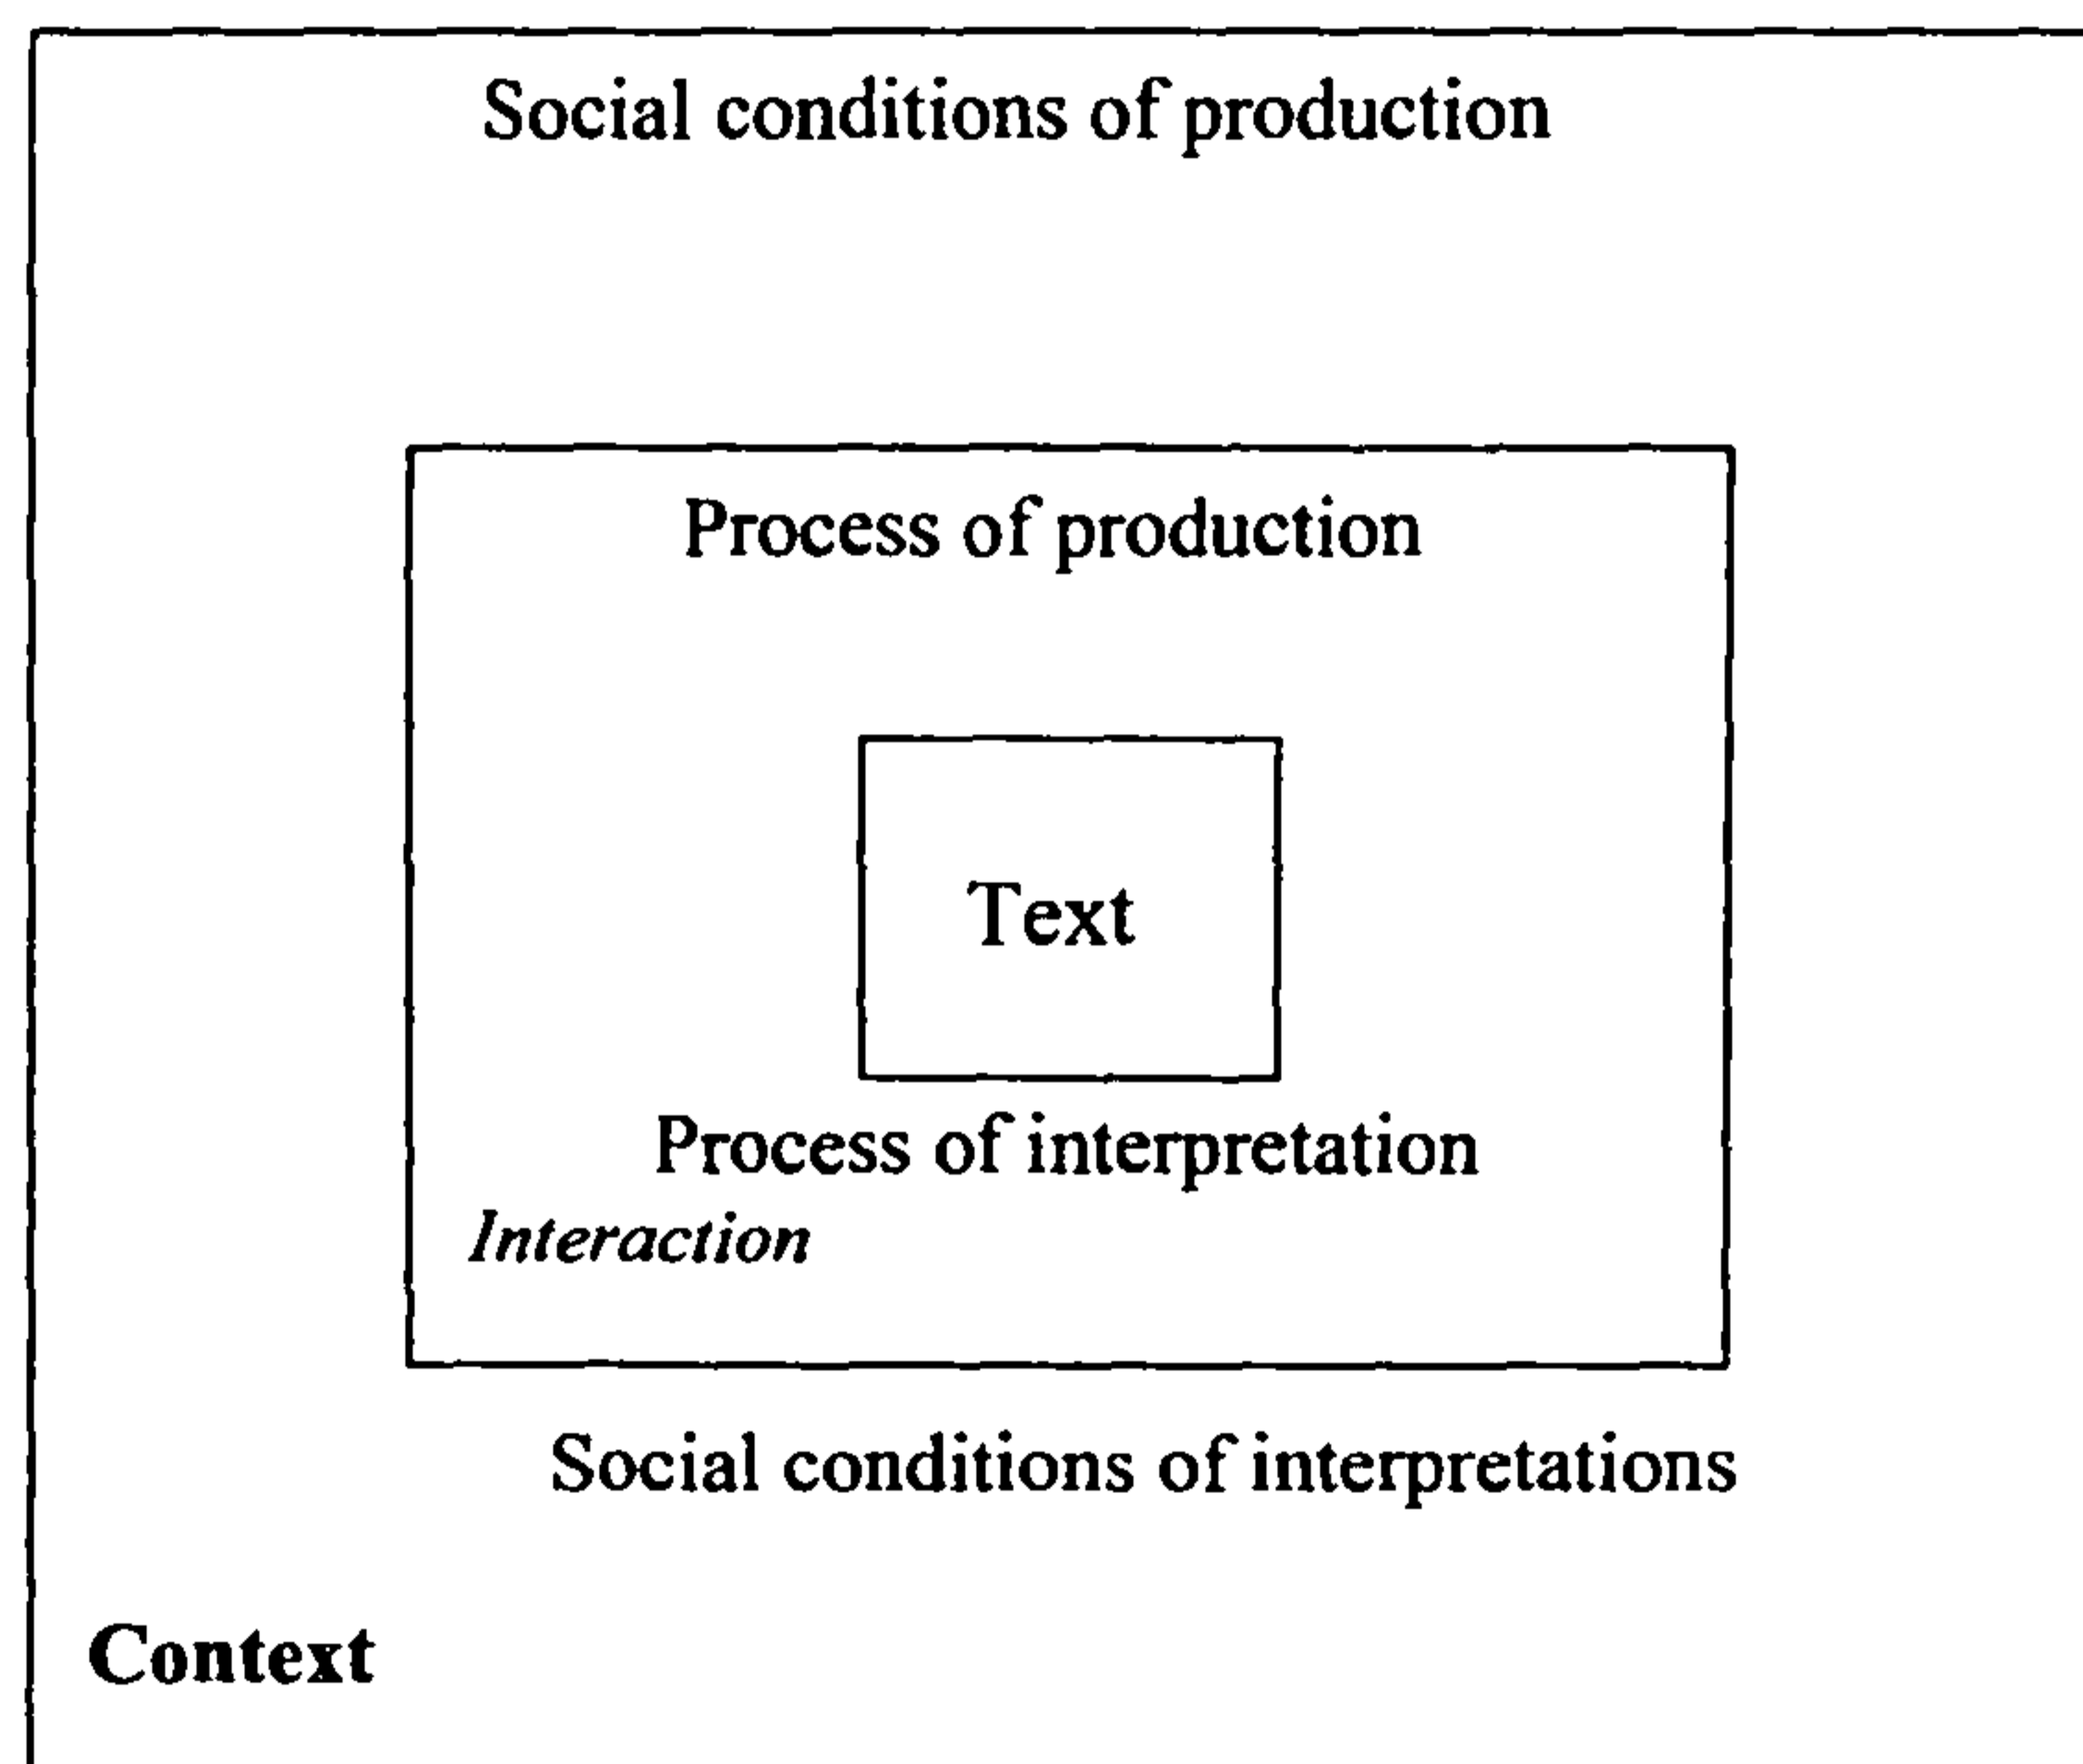 Social conditions of production
Process of production
Text
Process of interpretation
Interaction
Social conditions of interpretations
Context